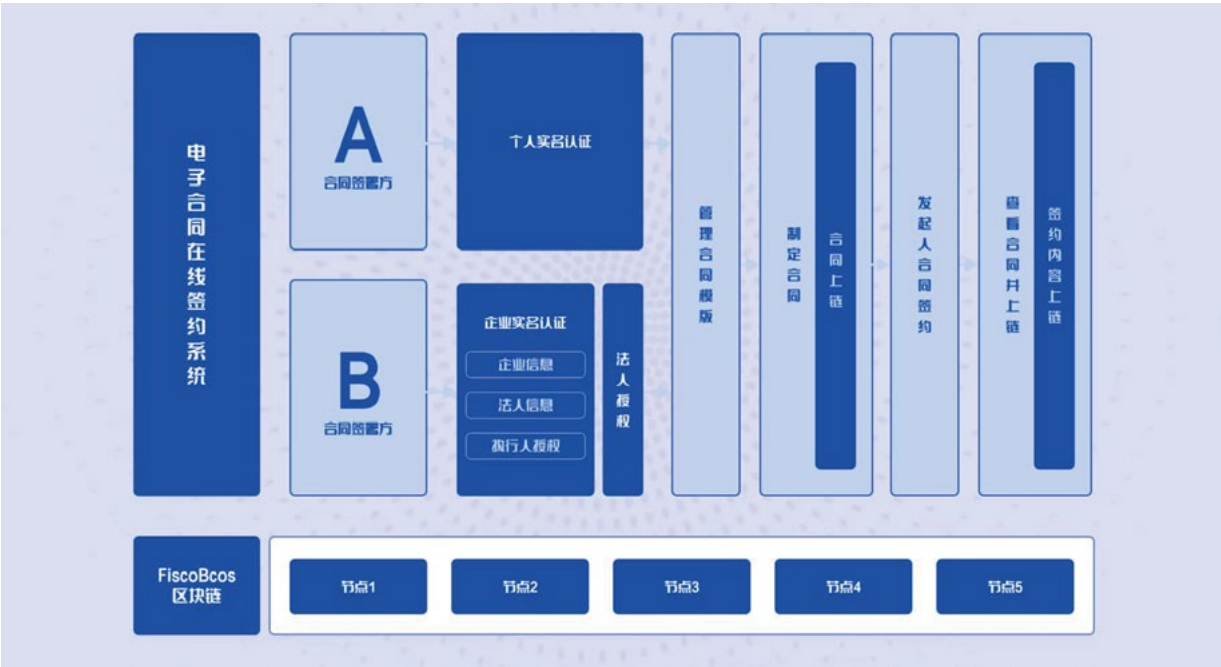 电子合同在线签约系统
A
合同签署方
个人实名认证
B
合同签署方
企业实名认证
企业信息
法人信息
执行人授权
法人授权
管理合同模版
制定合同
合同上链
发起人合同签约
查看合同并上链
签约内容上链
FiscoBcos
区块链
节点1
节点2
节点3
节点4
节点5